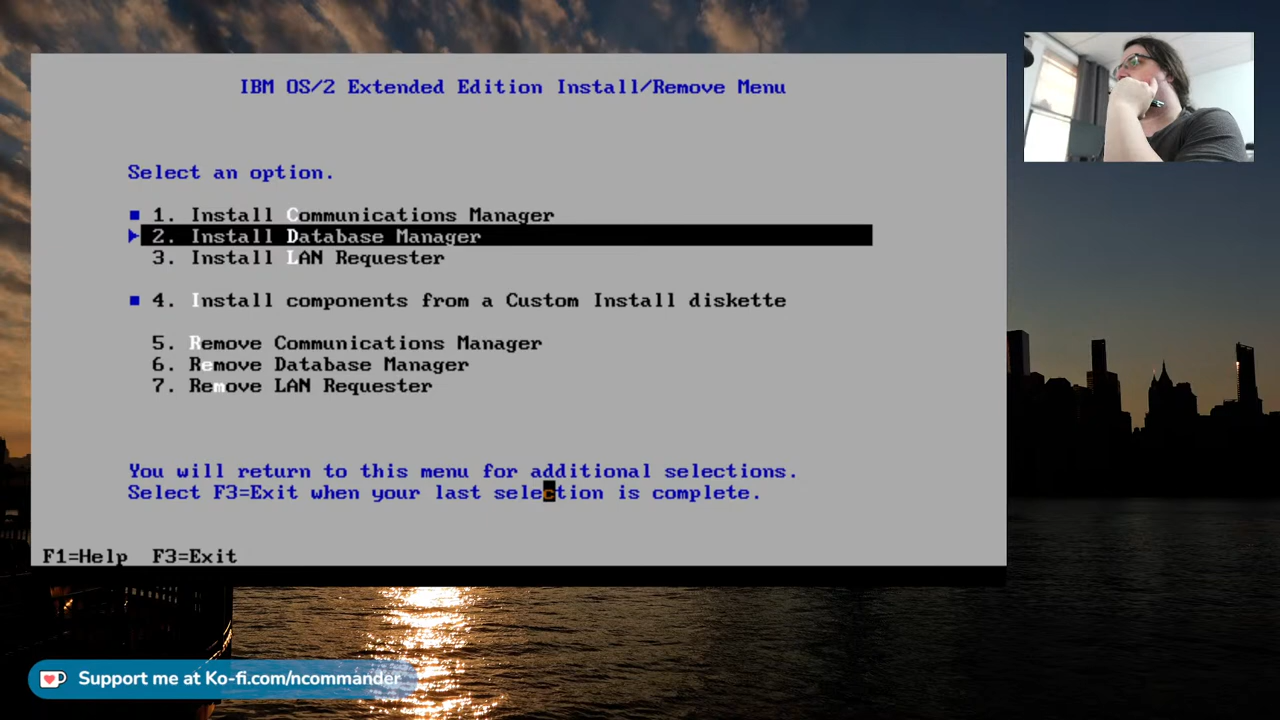 IBM OS/2 Extended Edition Install/Remove Menu
Select an option.
1. Install Communications Manager
2. Install Database Manager
3. Install LAN Requester
4. Install components from a Custom Install diskette
5. Remove Communications Manager
6. Remove Database Manager
7. Remove LAN Requester
You will return to this menu for additional selections.
Select F3=Exit when your last selection is complete.
F1=Help F3=Exit
Support me at Ko-fi.com/ncommander